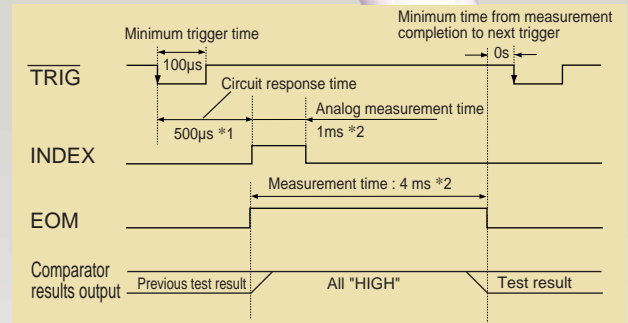 Minimum time from measurement
completion to next trigger
Minimum trigger time
0s
100µs
TRIG
Circuit response time
Analog measurement time
500µs *1
1ms *2
INDEX
Measurement time : 4 ms *2
EOM
Comparator
results output
Previous test result
All "HIGH"
Test result